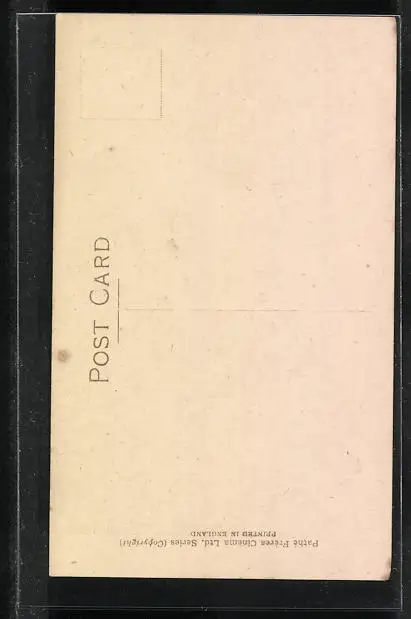 POST CARD
Pathé Frères Cinema Ltd. Series (Copyright)
PRINTED IN ENGLAND